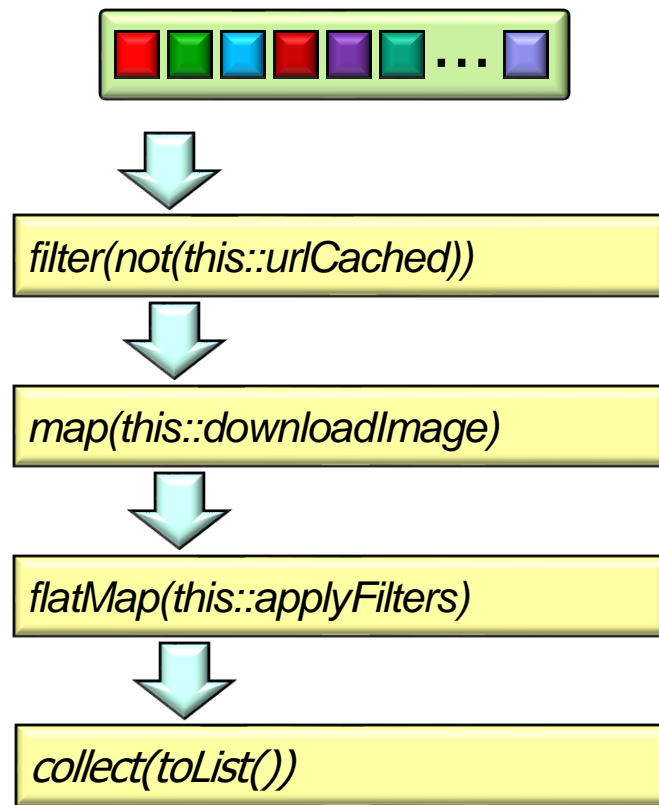 ...
filter(not(this::urlCached))
map(this::downloadImage)
flatMap(this::applyFilters)
collect(toList())